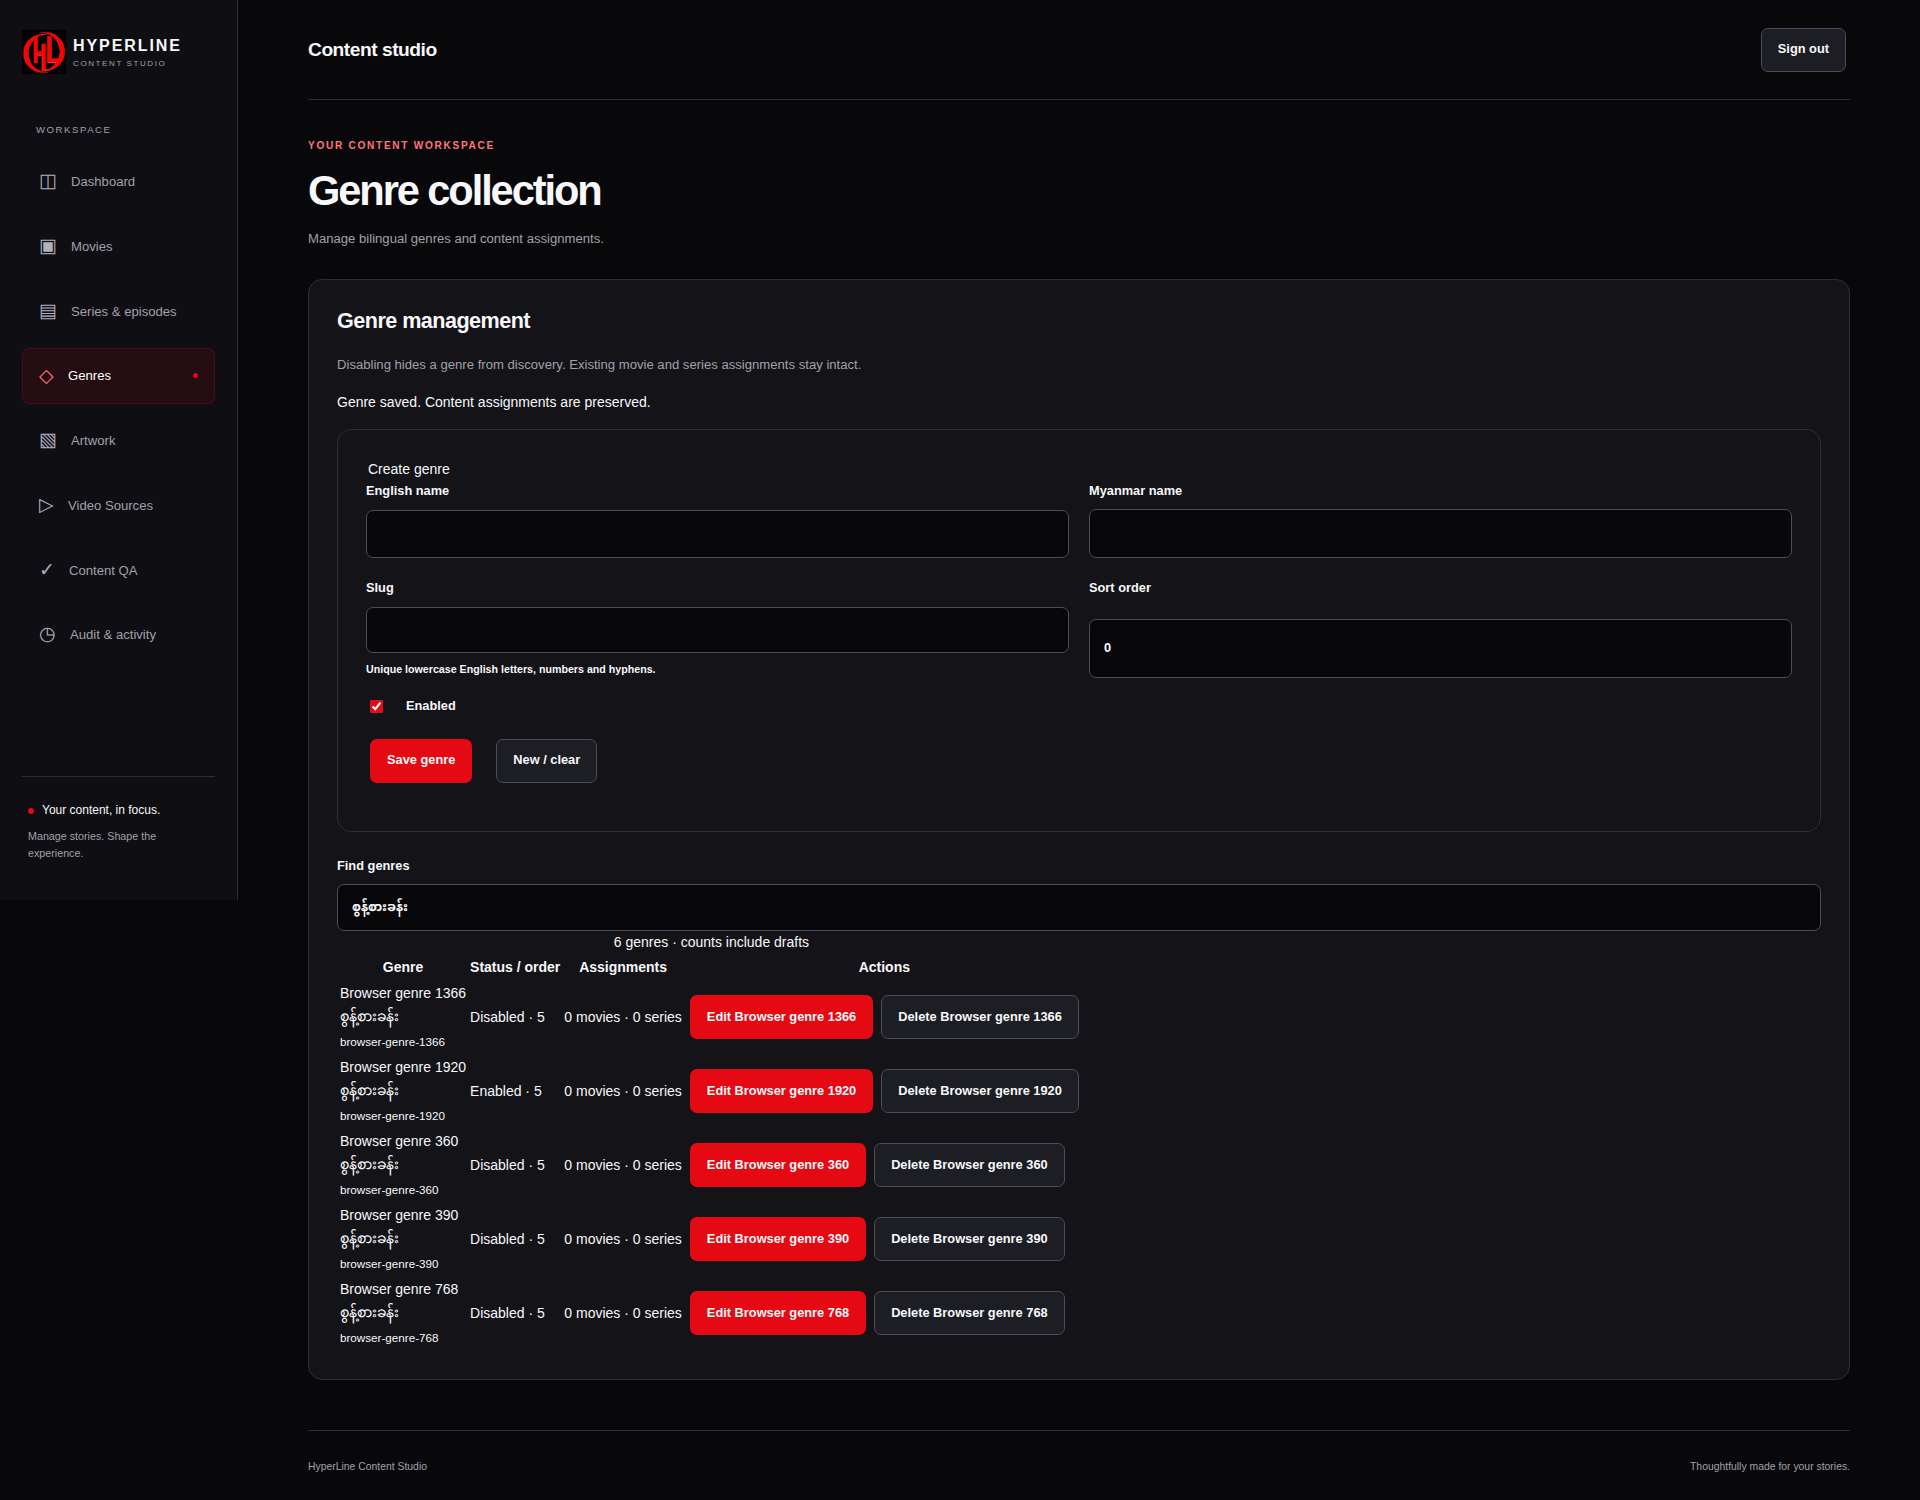 HYPERLINE
CONTENT STUDIO
WORKSPACE
Dashboard
Movies
Series & episodes
Genres
Artwork
Video Sources
Content QA
Audit & activity
Your content, in focus.
Manage stories. Shape the
experience.
Content studio
Sign out
YOUR CONTENT WORKSPACE
Genre collection
Manage bilingual genres and content assignments.
Genre management
Disabling hides a genre from discovery. Existing movie and series assignments stay intact.
Genre saved. Content assignments are preserved.
Create genre
English name
Myanmar name
Slug
Sort order
0
Unique lowercase English letters, numbers and hyphens.
Enabled
Save genre
New / clear
Find genres
စွန့်စားခန်း
6 genres · counts include drafts
Genre Status / order Assignments Actions
Browser genre 1366
စွန့်စားခန်း
browser-genre-1366
Disabled · 5 0 movies · 0 series Edit Browser genre 1366 Delete Browser genre 1366
Browser genre 1920
စွန့်စားခန်း
browser-genre-1920
Enabled · 5 0 movies · 0 series Edit Browser genre 1920 Delete Browser genre 1920
Browser genre 360
စွန့်စားခန်း
browser-genre-360
Disabled · 5 0 movies · 0 series Edit Browser genre 360 Delete Browser genre 360
Browser genre 390
စွန့်စားခန်း
browser-genre-390
Disabled · 5 0 movies · 0 series Edit Browser genre 390 Delete Browser genre 390
Browser genre 768
စွန့်စားခန်း
browser-genre-768
Disabled · 5 0 movies · 0 series Edit Browser genre 768 Delete Browser genre 768
HyperLine Content Studio
Thoughtfully made for your stories.